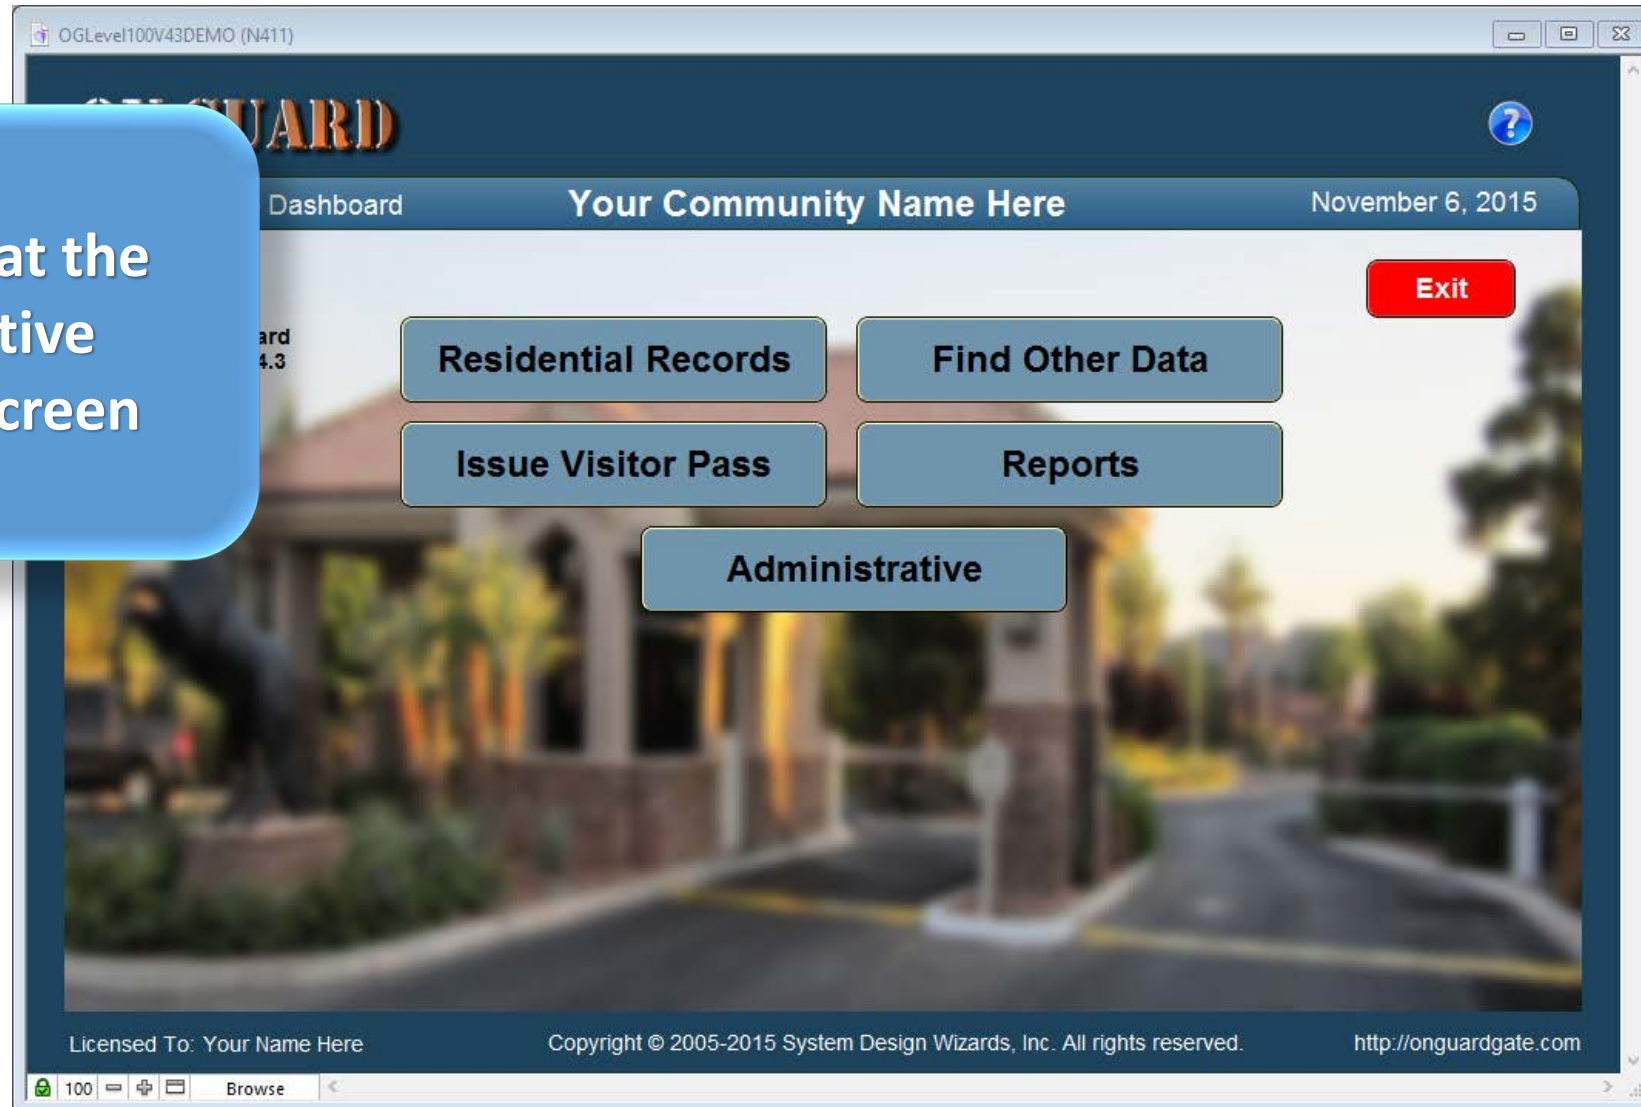 OGLevel100V43DEMO (N411)
GUARD
Dashboard
Your Community Name Here
November 6, 2015
at the
tive
creen
Exit
ard
4.3
Residential Records
Find Other Data
Issue Visitor Pass
Reports
Administrative
Licensed To: Your Name Here
Copyright © 2005-2015 System Design Wizards, Inc. All rights reserved.
http://onguardgate.com
100
Browse